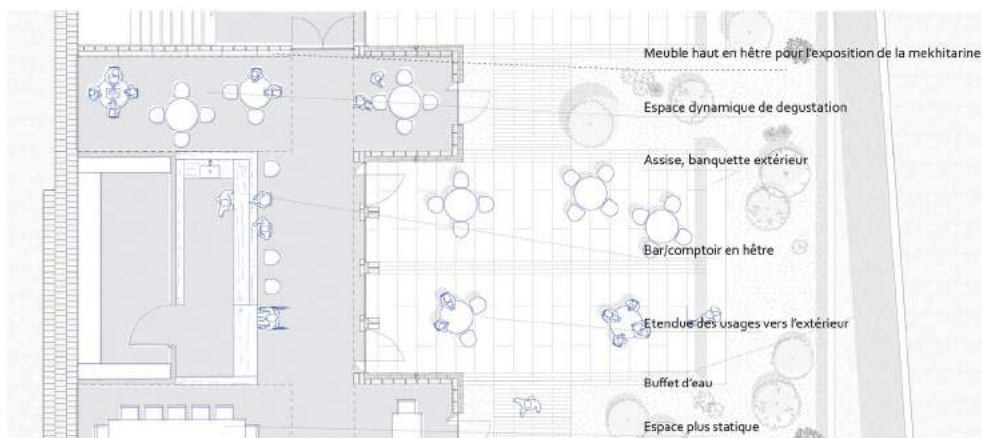 Meuble haut en hêtre pour l'exposition de la mekhitarine
Espace dynamique de degustation
Assise, banquette extérieur
Bar/comptoir en hêtre
Etendue des usages vers l'extérieur
Buffet d'eau
Espace plus statique